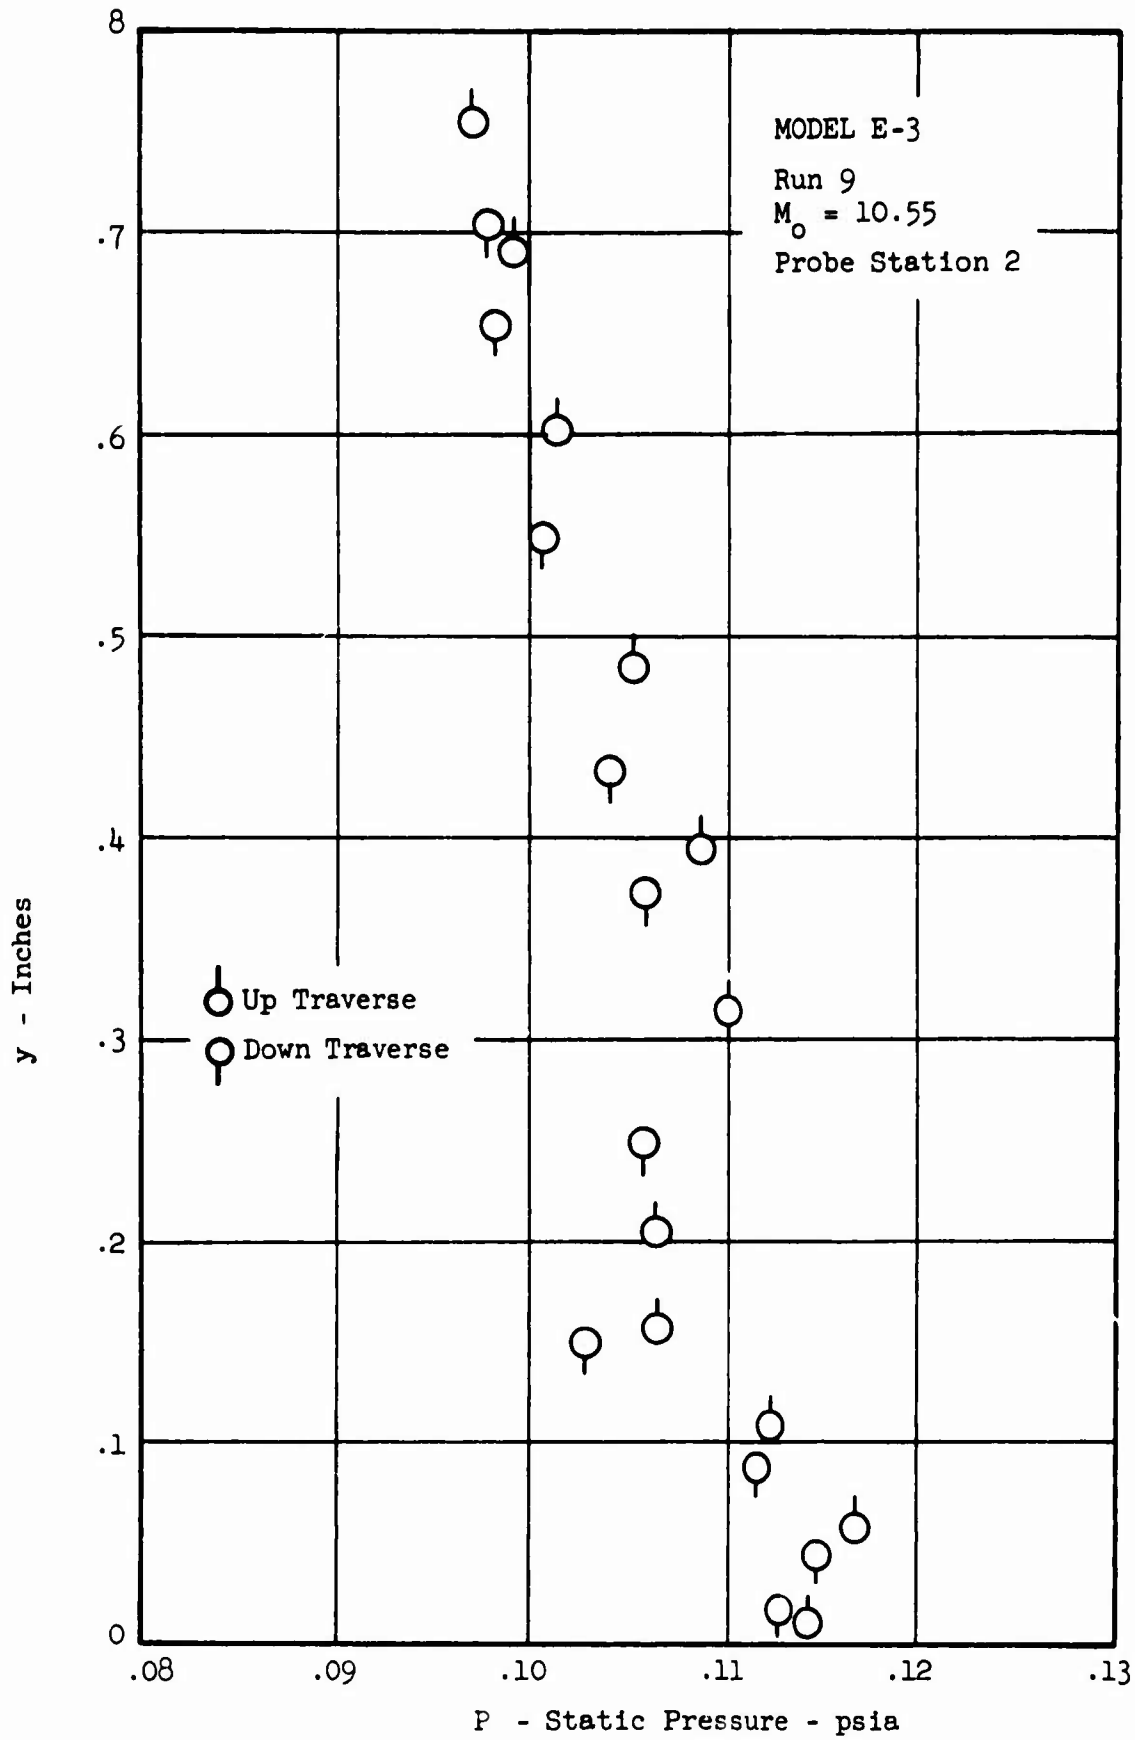 8
MODEL E-3
Run 9
Mo = 10.55
Probe Station 2
.7
.6
.5
.4
y - Inches
Up Traverse
Down Traverse
.3
.2
.1
0
.08 .09 .10 .11 .12 .13
P - Static Pressure - psia